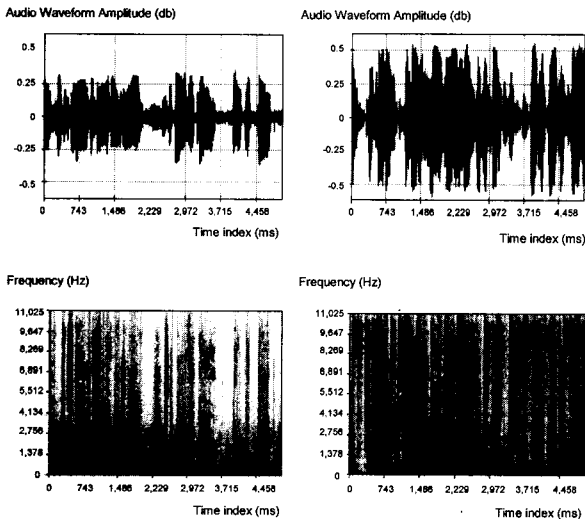 Audio Waveform Amplitude (db)
0.5
0.25
0
-0.25
-0.5
0 743 1,486 2,229 2,972 3,715 4,458
Time index (ms)
Audio Waveform Amplitude (db)
0.5
0.25
0
-0.25
-0.5
0 743 1,486 2,229 2,972 3,715 4,458
Time index (ms)
Frequency (Hz)
11,025
9,647
8,269
6,891
5,512
4,134
2,756
1,378
0
0 743 1,486 2,229 2,972 3,715 4,458
Time index (ms)
Frequency (Hz)
11,025
9,647
8,269
6,891
5,512
4,134
2,756
1,378
0
0 743 1,486 2,229 2,972 3,715 4,458
Time index (ms)